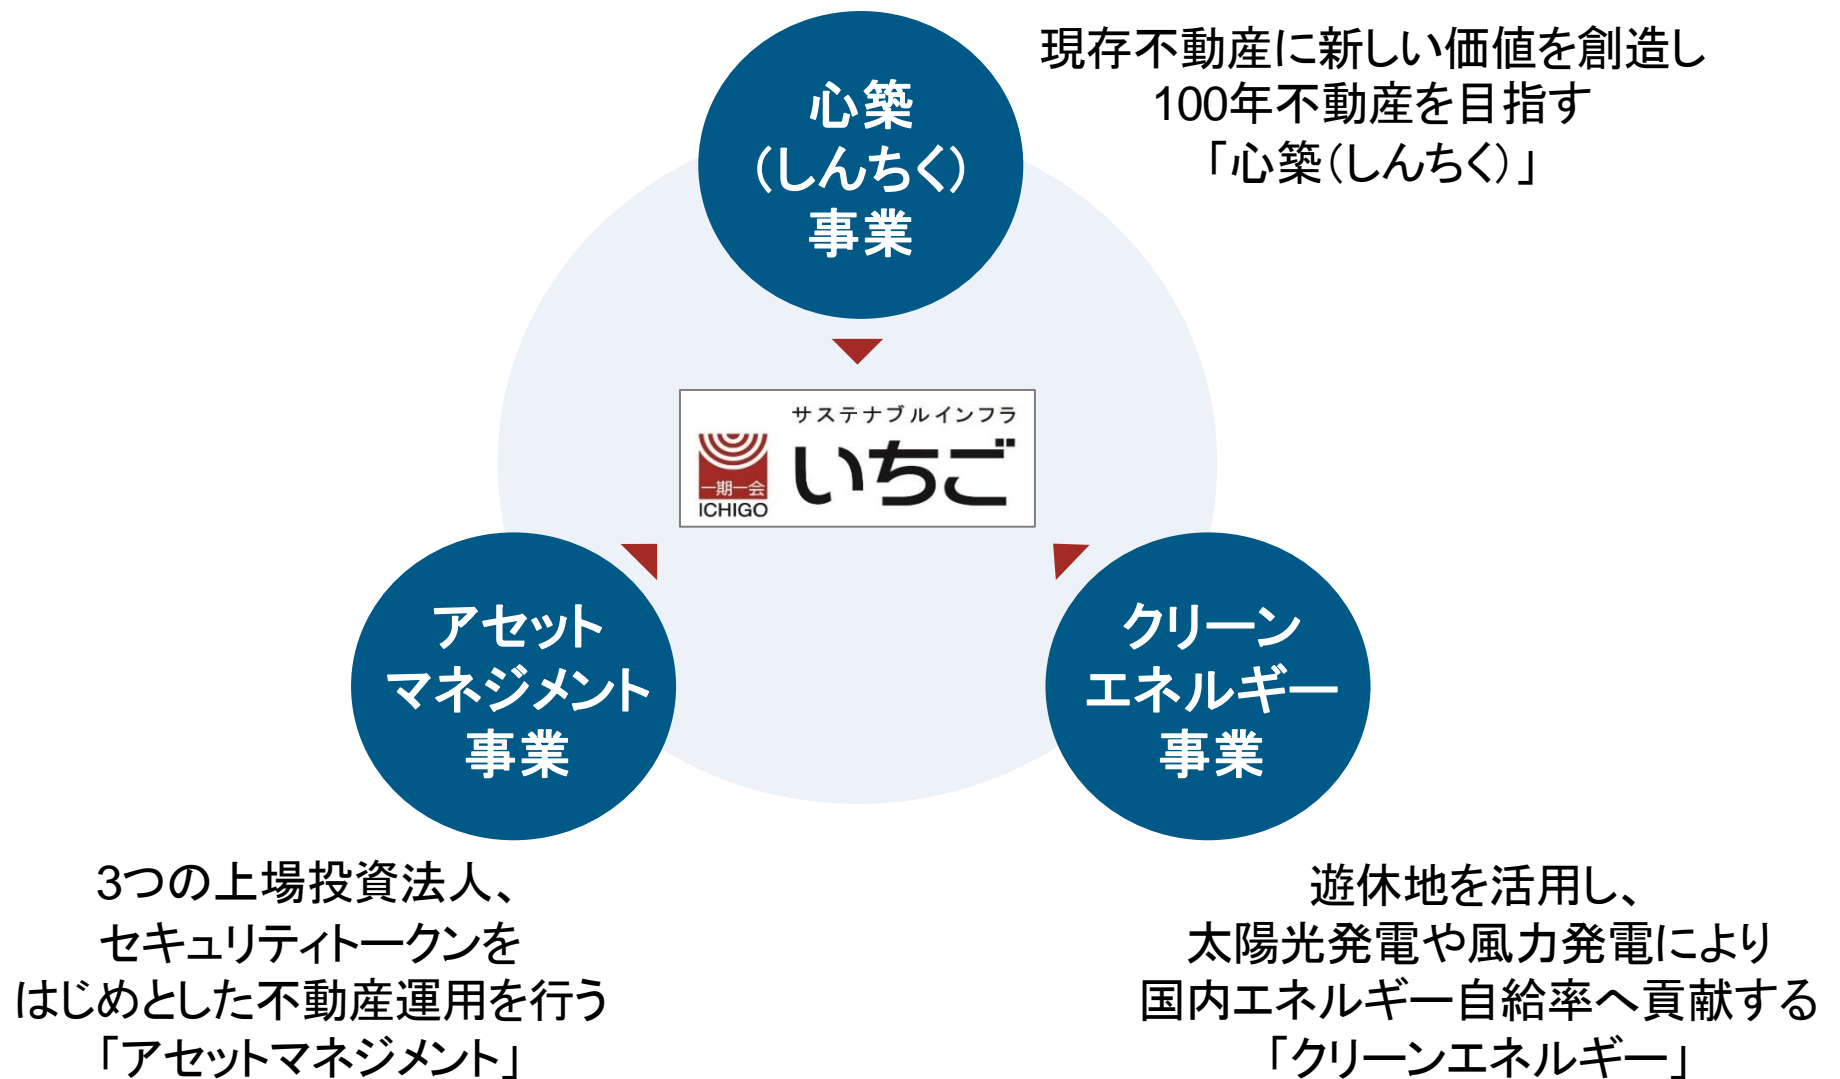 心築
(しんちく)
事業
現存不動産に新しい価値を創造し
100年不動産を目指す
「心築(しんちく)」
サステナブルインフラ
いちご
一期一会
ICHIGO
アセット
マネジメント
事業
クリーン
エネルギー
事業
3つの上場投資法人、
セキュリティトークンを
はじめとした不動産運用を行う
「アセットマネジメント」
遊休地を活用し、
太陽光発電や風力発電により
国内エネルギー自給率へ貢献する
「クリーンエネルギー」